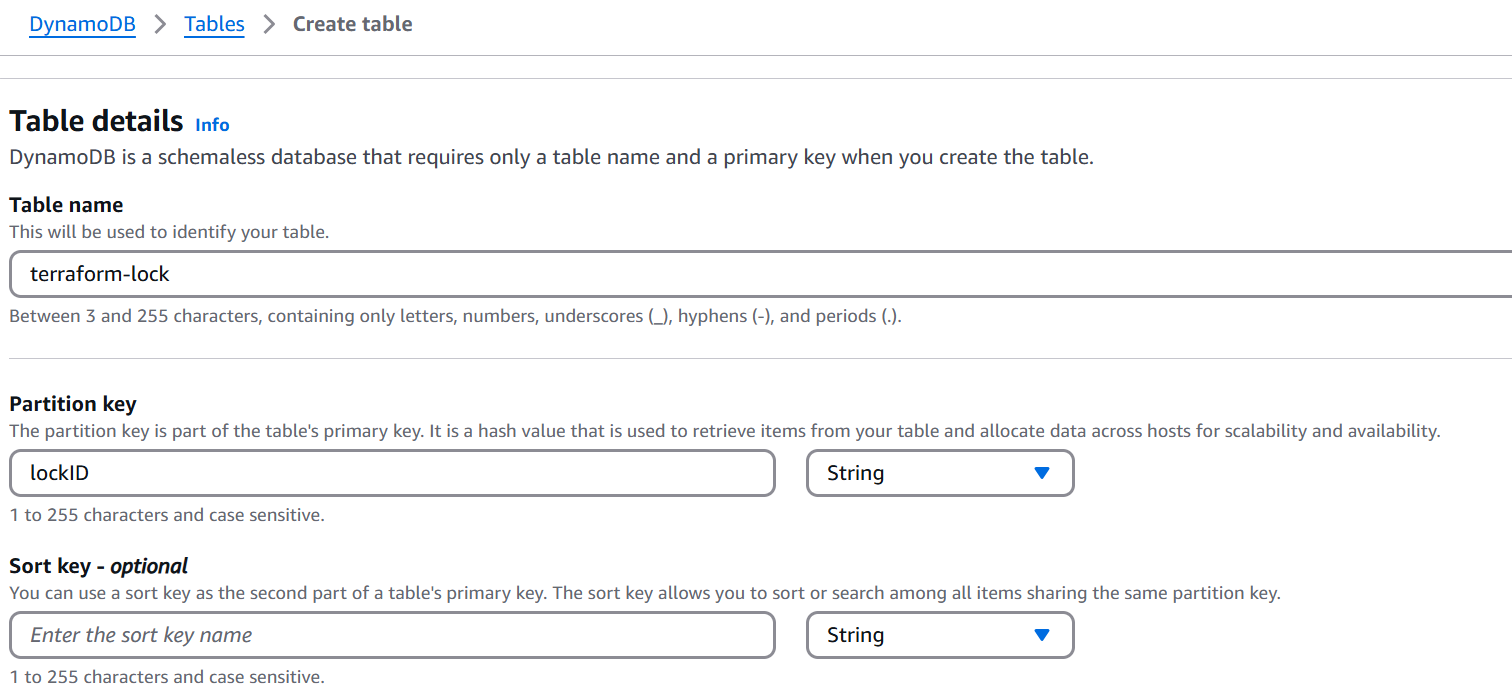 DynamoDB > Tables > Create table
Table details Info
DynamoDB is a schemaless database that requires only a table name and a primary key when you create the table.
Table name
This will be used to identify your table.
terraform-lock
Between 3 and 255 characters, containing only letters, numbers, underscores (_), hyphens (-), and periods (.).
Partition key
The partition key is part of the table's primary key. It is a hash value that is used to retrieve items from your table and allocate data across hosts for scalability and availability.
lockID String
1 to 255 characters and case sensitive.
Sort key - optional
You can use a sort key as the second part of a table's primary key. The sort key allows you to sort or search among all items sharing the same partition key.
Enter the sort key name String
1 to 255 characters and case sensitive.